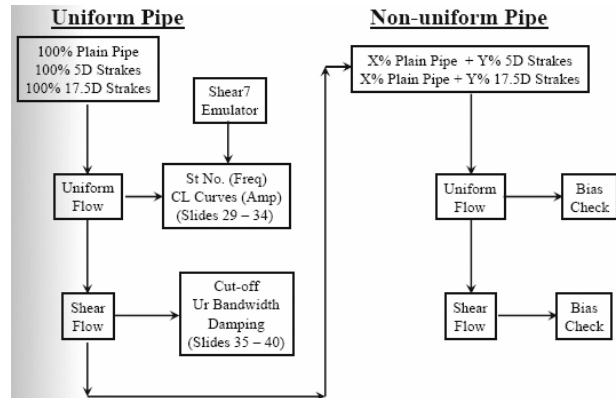 Uniform Pipe
100% Plain Pipe
100% 5D Strakes
100% 17.5D Strakes
Shear7
Emulator
Uniform
Flow
St No. (Freq)
CL Curves (Amp)
(Slides 29 – 34)
Shear
Flow
Cut-off
Ur Bandwidth
Damping
(Slides 35 – 40)
Non-uniform Pipe
X% Plain Pipe + Y% 5D Strakes
X% Plain Pipe + Y% 17.5D Strakes
Uniform
Flow
Bias
Check
Shear
Flow
Bias
Check